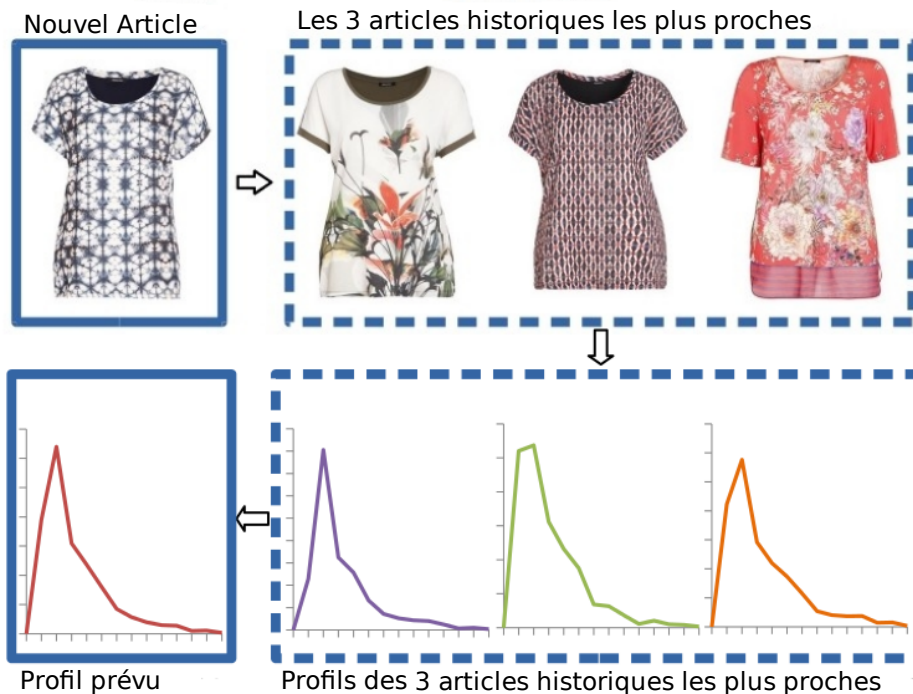 Nouvel Article
Les 3 articles historiques les plus proches
Profil prévu
Profils des 3 articles historiques les plus proches